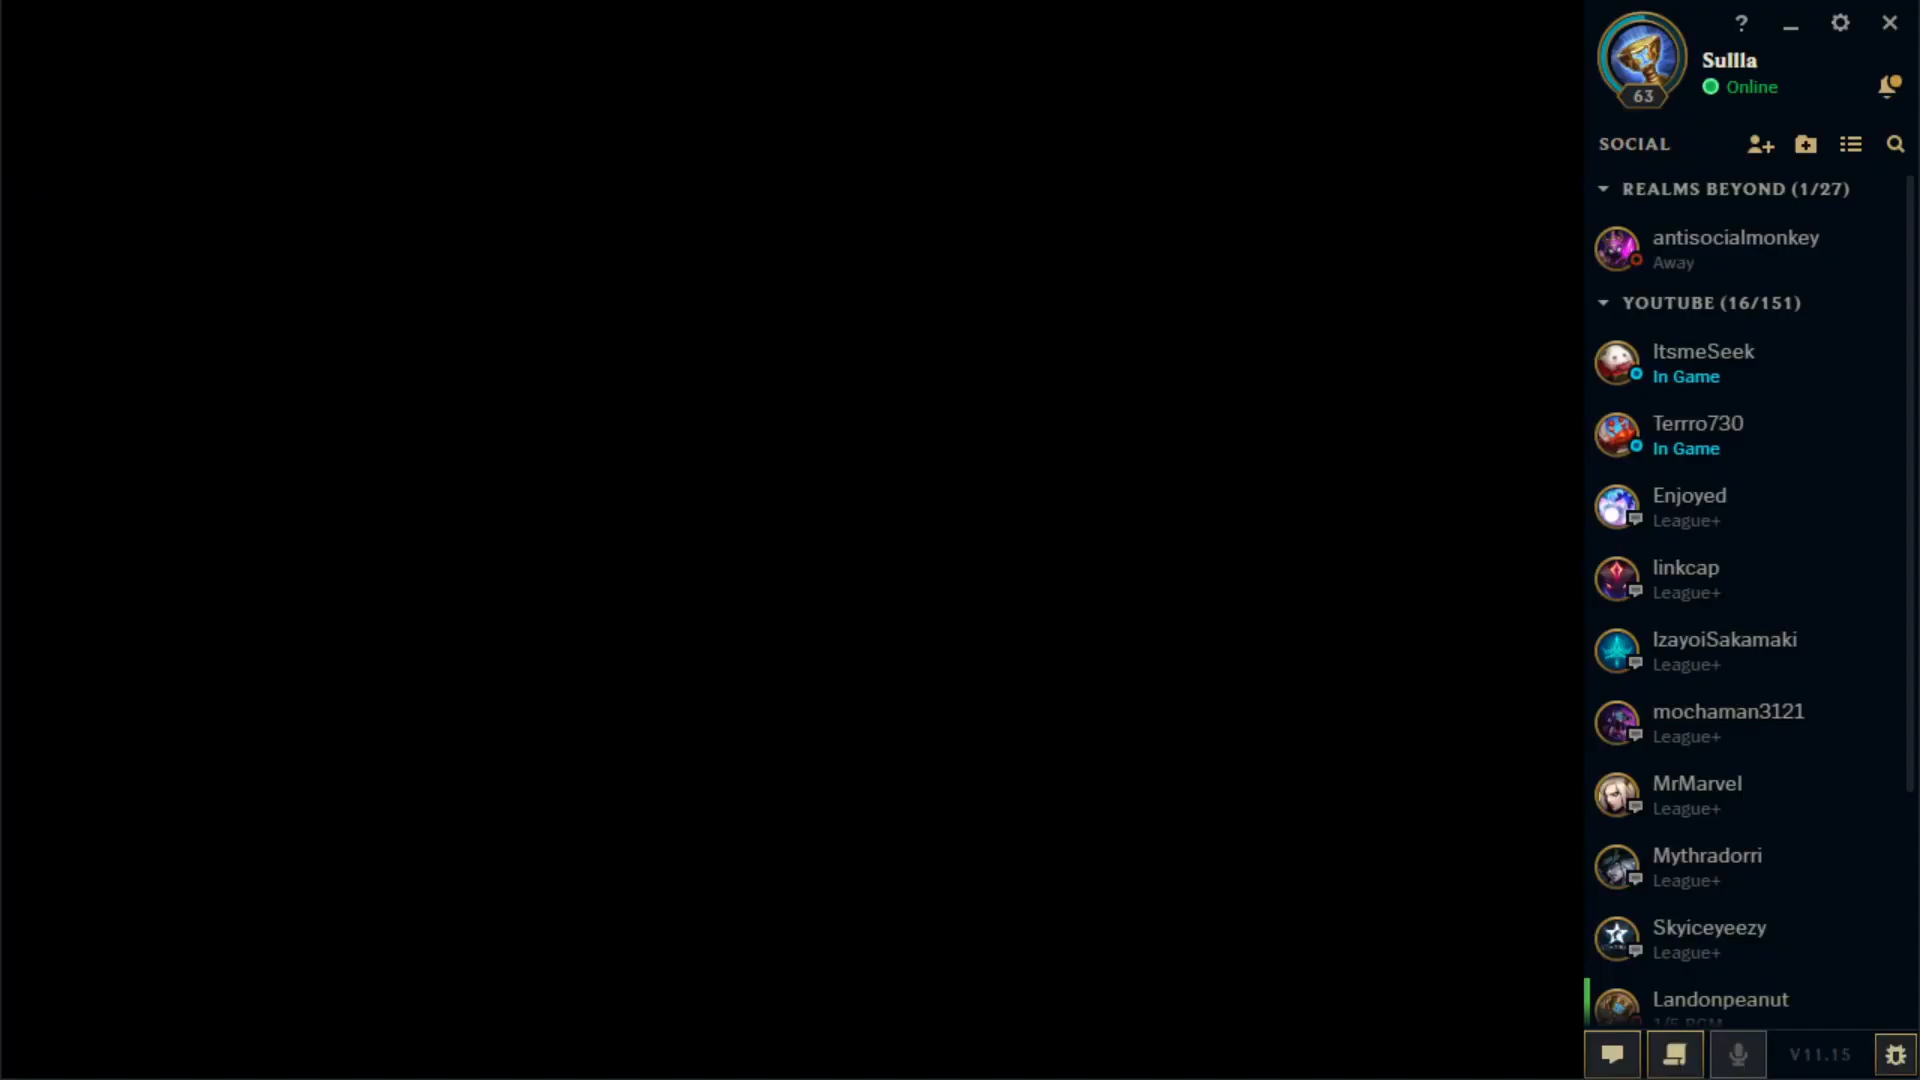 ?
Sullla
Online
63
SOCIAL
REALMS BEYOND (1/27)
antisocialmonkey
Away
YOUTUBE (16/151)
ItsmeSeek
In Game
Terrro730
In Game
Enjoyed
League+
linkcap
League+
IzayoiSakamaki
League+
mochaman3121
League+
MrMarvel
League+
Mythradorri
League+
Skyiceyeezy
League+
Landonpeanut
V11.15